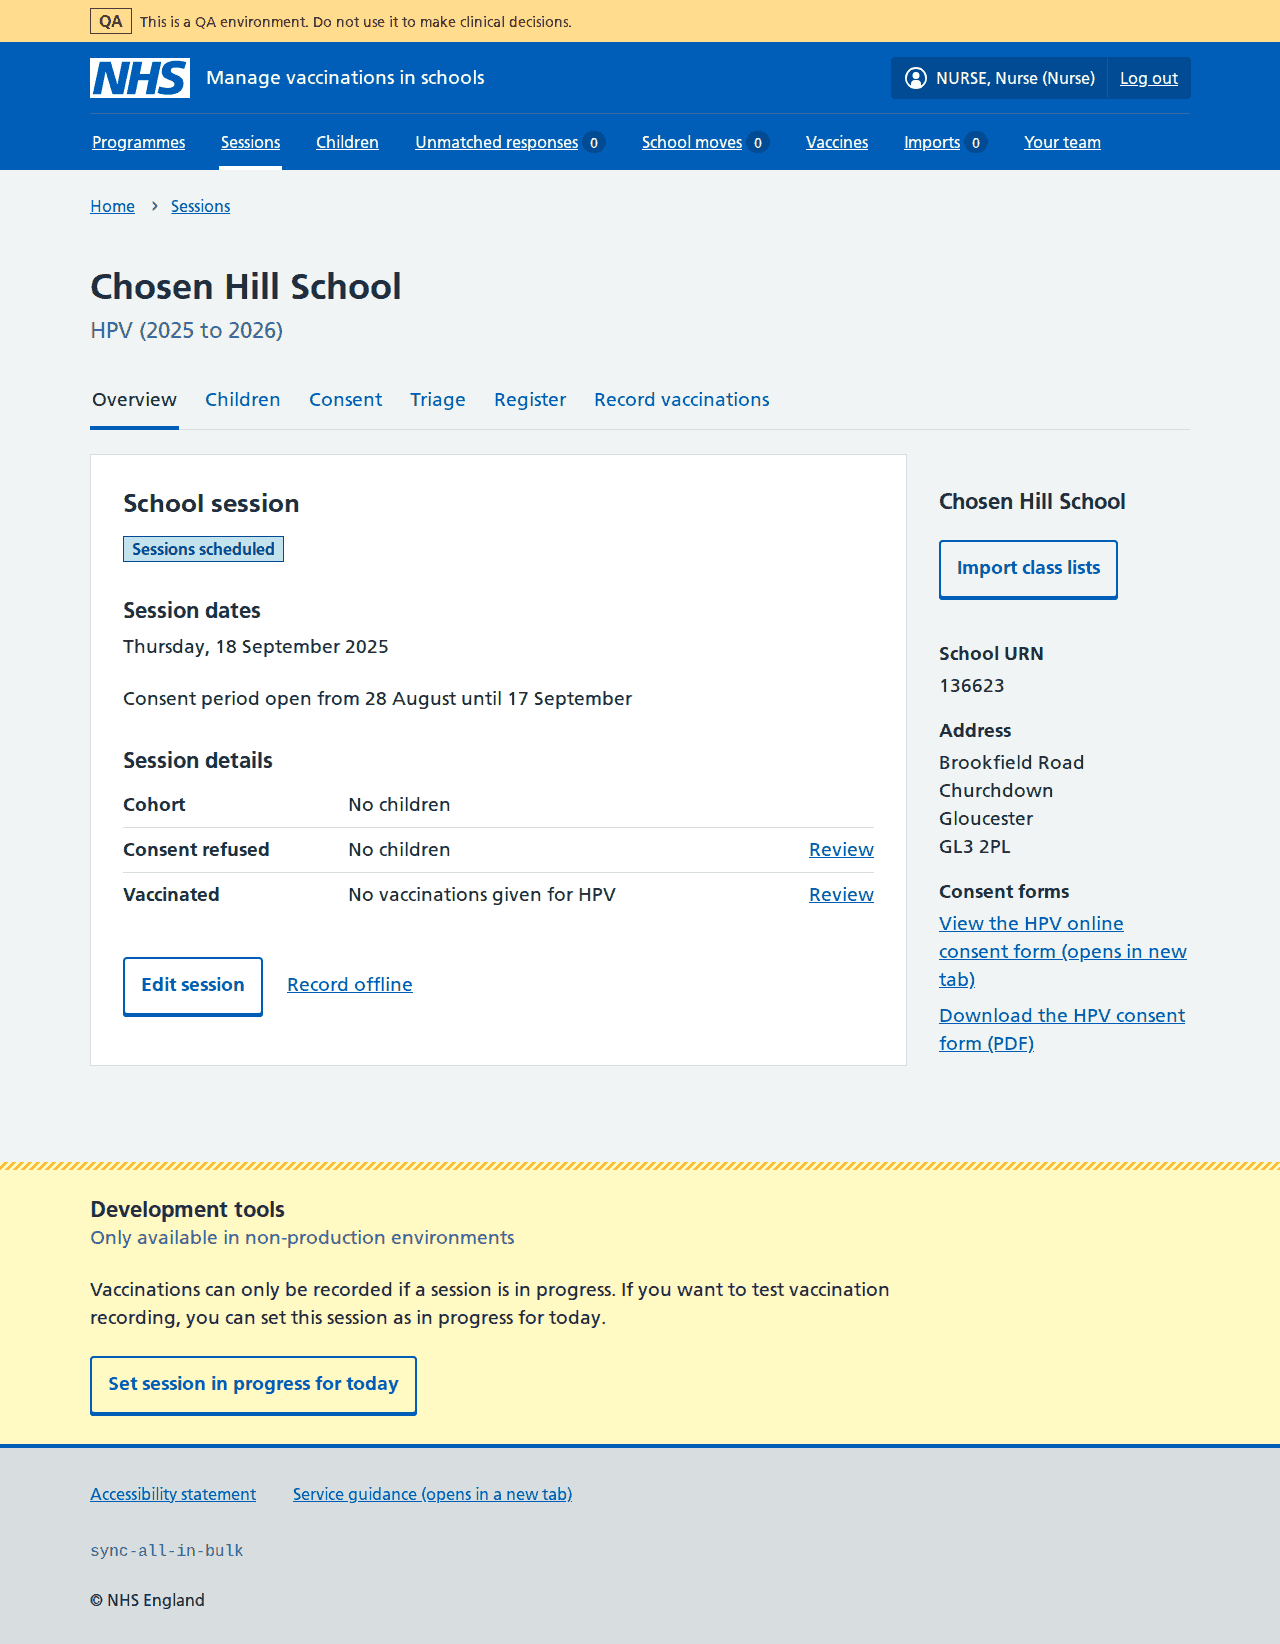 QA This is a QA environment. Do not use it to make clinical decisions.
NHS Manage vaccinations in schools NURSE, Nurse (Nurse) Log out
Programmes Sessions Children Unmatched responses 0 School moves 0 Vaccines Imports 0 Your team
Home Sessions
Chosen Hill School
HPV (2025 to 2026)
Overview Children Consent Triage Register Record vaccinations
School session
Sessions scheduled
Session dates
Thursday, 18 September 2025
Consent period open from 28 August until 17 September
Session details
Cohort No children
Consent refused No children Review
Vaccinated No vaccinations given for HPV Review
Edit session Record offline
Chosen Hill School
Import class lists
School URN
136623
Address
Brookfield Road
Churchdown
Gloucester
GL3 2PL
Consent forms
View the HPV online
consent form (opens in new
tab)
Download the HPV consent
form (PDF)
Development tools
Only available in non-production environments
Vaccinations can only be recorded if a session is in progress. If you want to test vaccination
recording, you can set this session as in progress for today.
Set session in progress for today
Accessibility statement Service guidance (opens in a new tab)
sync-all-in-bulk
© NHS England